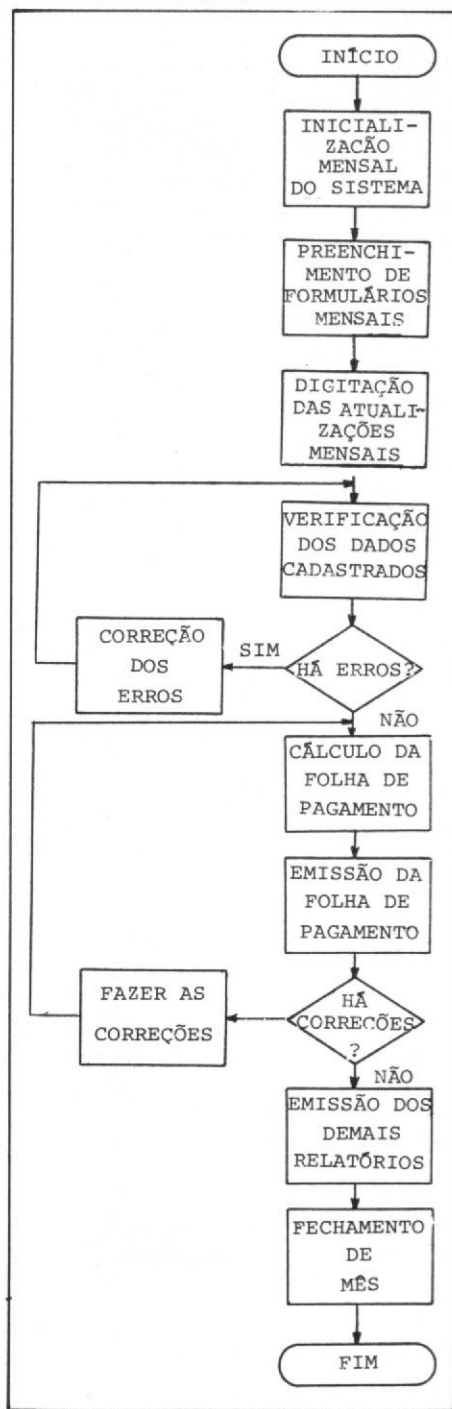 INÍCIO
INICIALI-
ZACÃO
MENSAL
DO SISTEMA
PREENCHI-
MENTO DE
FORMULÁRIOS
MENSAIS
DIGITAÇÃO
DAS ATUALI-
ZAÇÕES
MENSAIS
VERIFICAÇÃO
DOS DADOS
CADASTRADOS
HÁ ERROS?
SIM
CORREÇÃO
DOS
ERROS
NÃO
CÁLCULO DA
FOLHA DE
PAGAMENTO
EMISSÃO DA
FOLHA DE
PAGAMENTO
HÁ
CORRECÕES
?
FAZER AS
CORREÇÕES
NÃO
EMISSÃO DOS
DEMAIS
RELATÓRIOS
FECHAMENTO
DE
MÊS
FIM